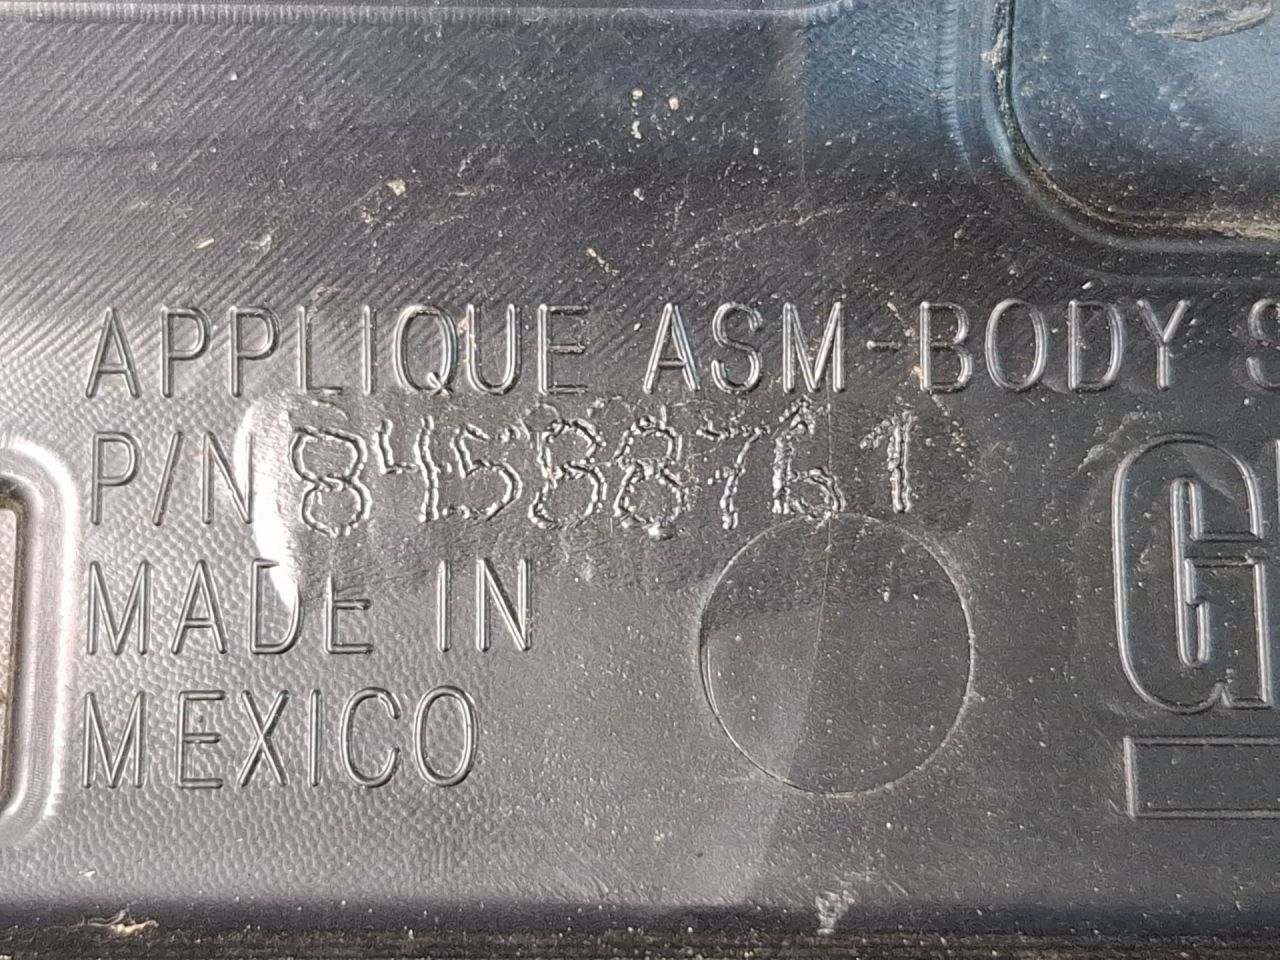 APPLIQUE ASM-BODY S
P/N 84588761
MADE IN
MEXICO
G